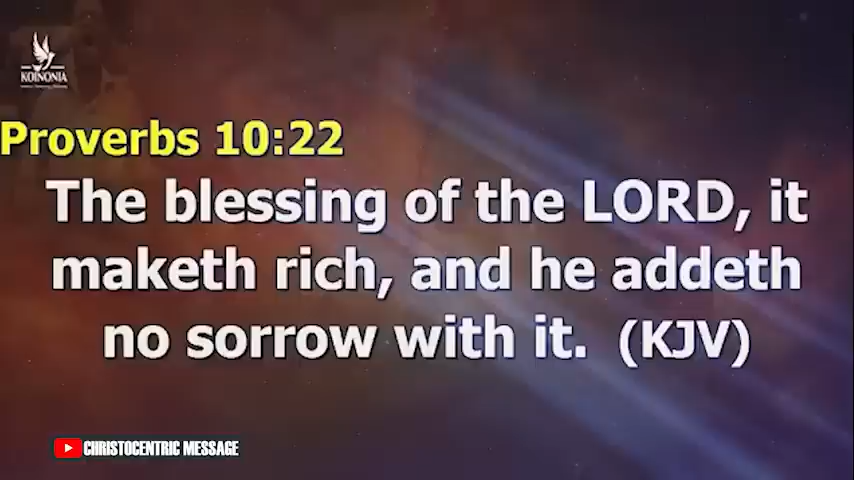 KOINONIA
Proverbs 10:22
The blessing of the LORD, it
maketh rich, and he addeth
no sorrow with it. (KJV)
CHRISTOCENTRIC MESSAGE